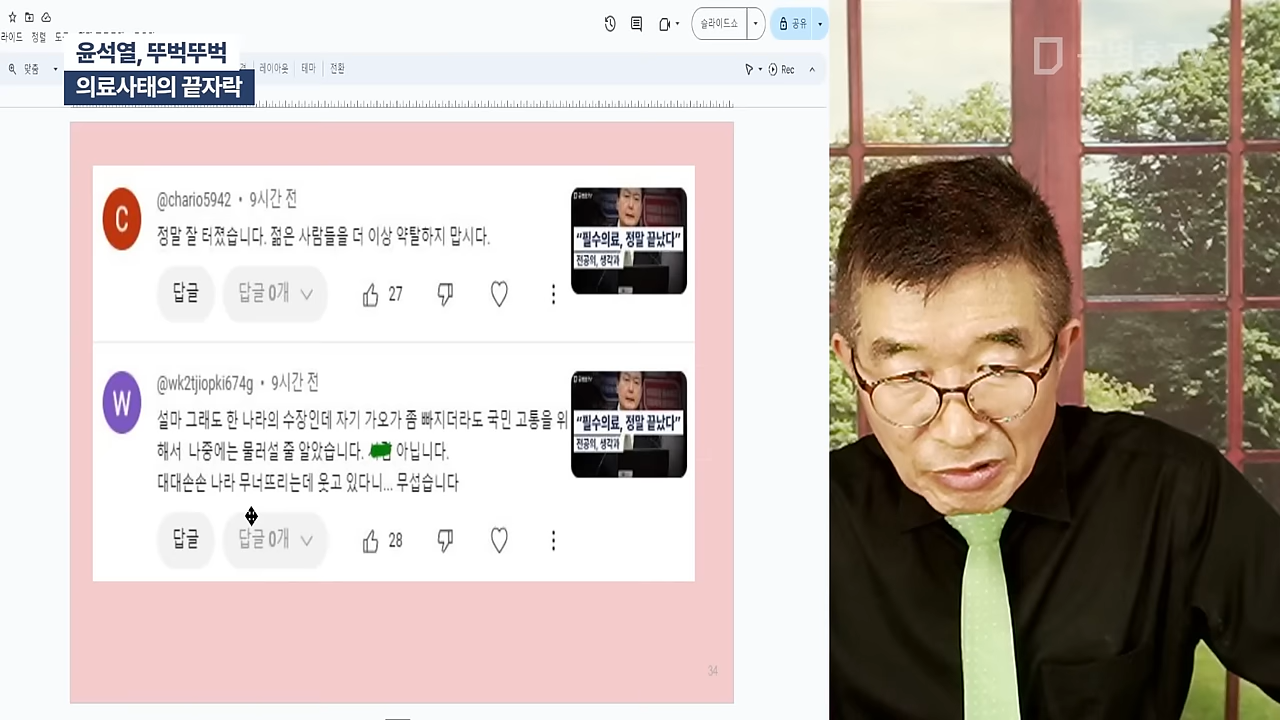 윤석열, 뚜벅뚜벅
의료사태의 끝자락
라이드 정렬
슬라이드쇼
공유
맞춤
레이아웃
테마
전환
Rec
C
@chario5942 • 9시간 전
정말 잘 터졌습니다. 젊은 사람들을 더 이상 약탈하지 맙시다.
답글
답글 0개
27
"필수의료, 정말 끝났다"
전공의, 생각과
W
@wk2tjiopki674g • 9시간 전
설마 그래도 한 나라의 수장인데 자기 가오가 좀 빠지더라도 국민 고통을 위
해서 나중에는 물러설 줄 알았습니다. 아닙니다.
대대손손 나라 무너뜨리는데 웃고 있다니... 무섭습니다
답글
답글 0개
28
"필수의료, 정말 끝났다"
전공의, 생각과
34